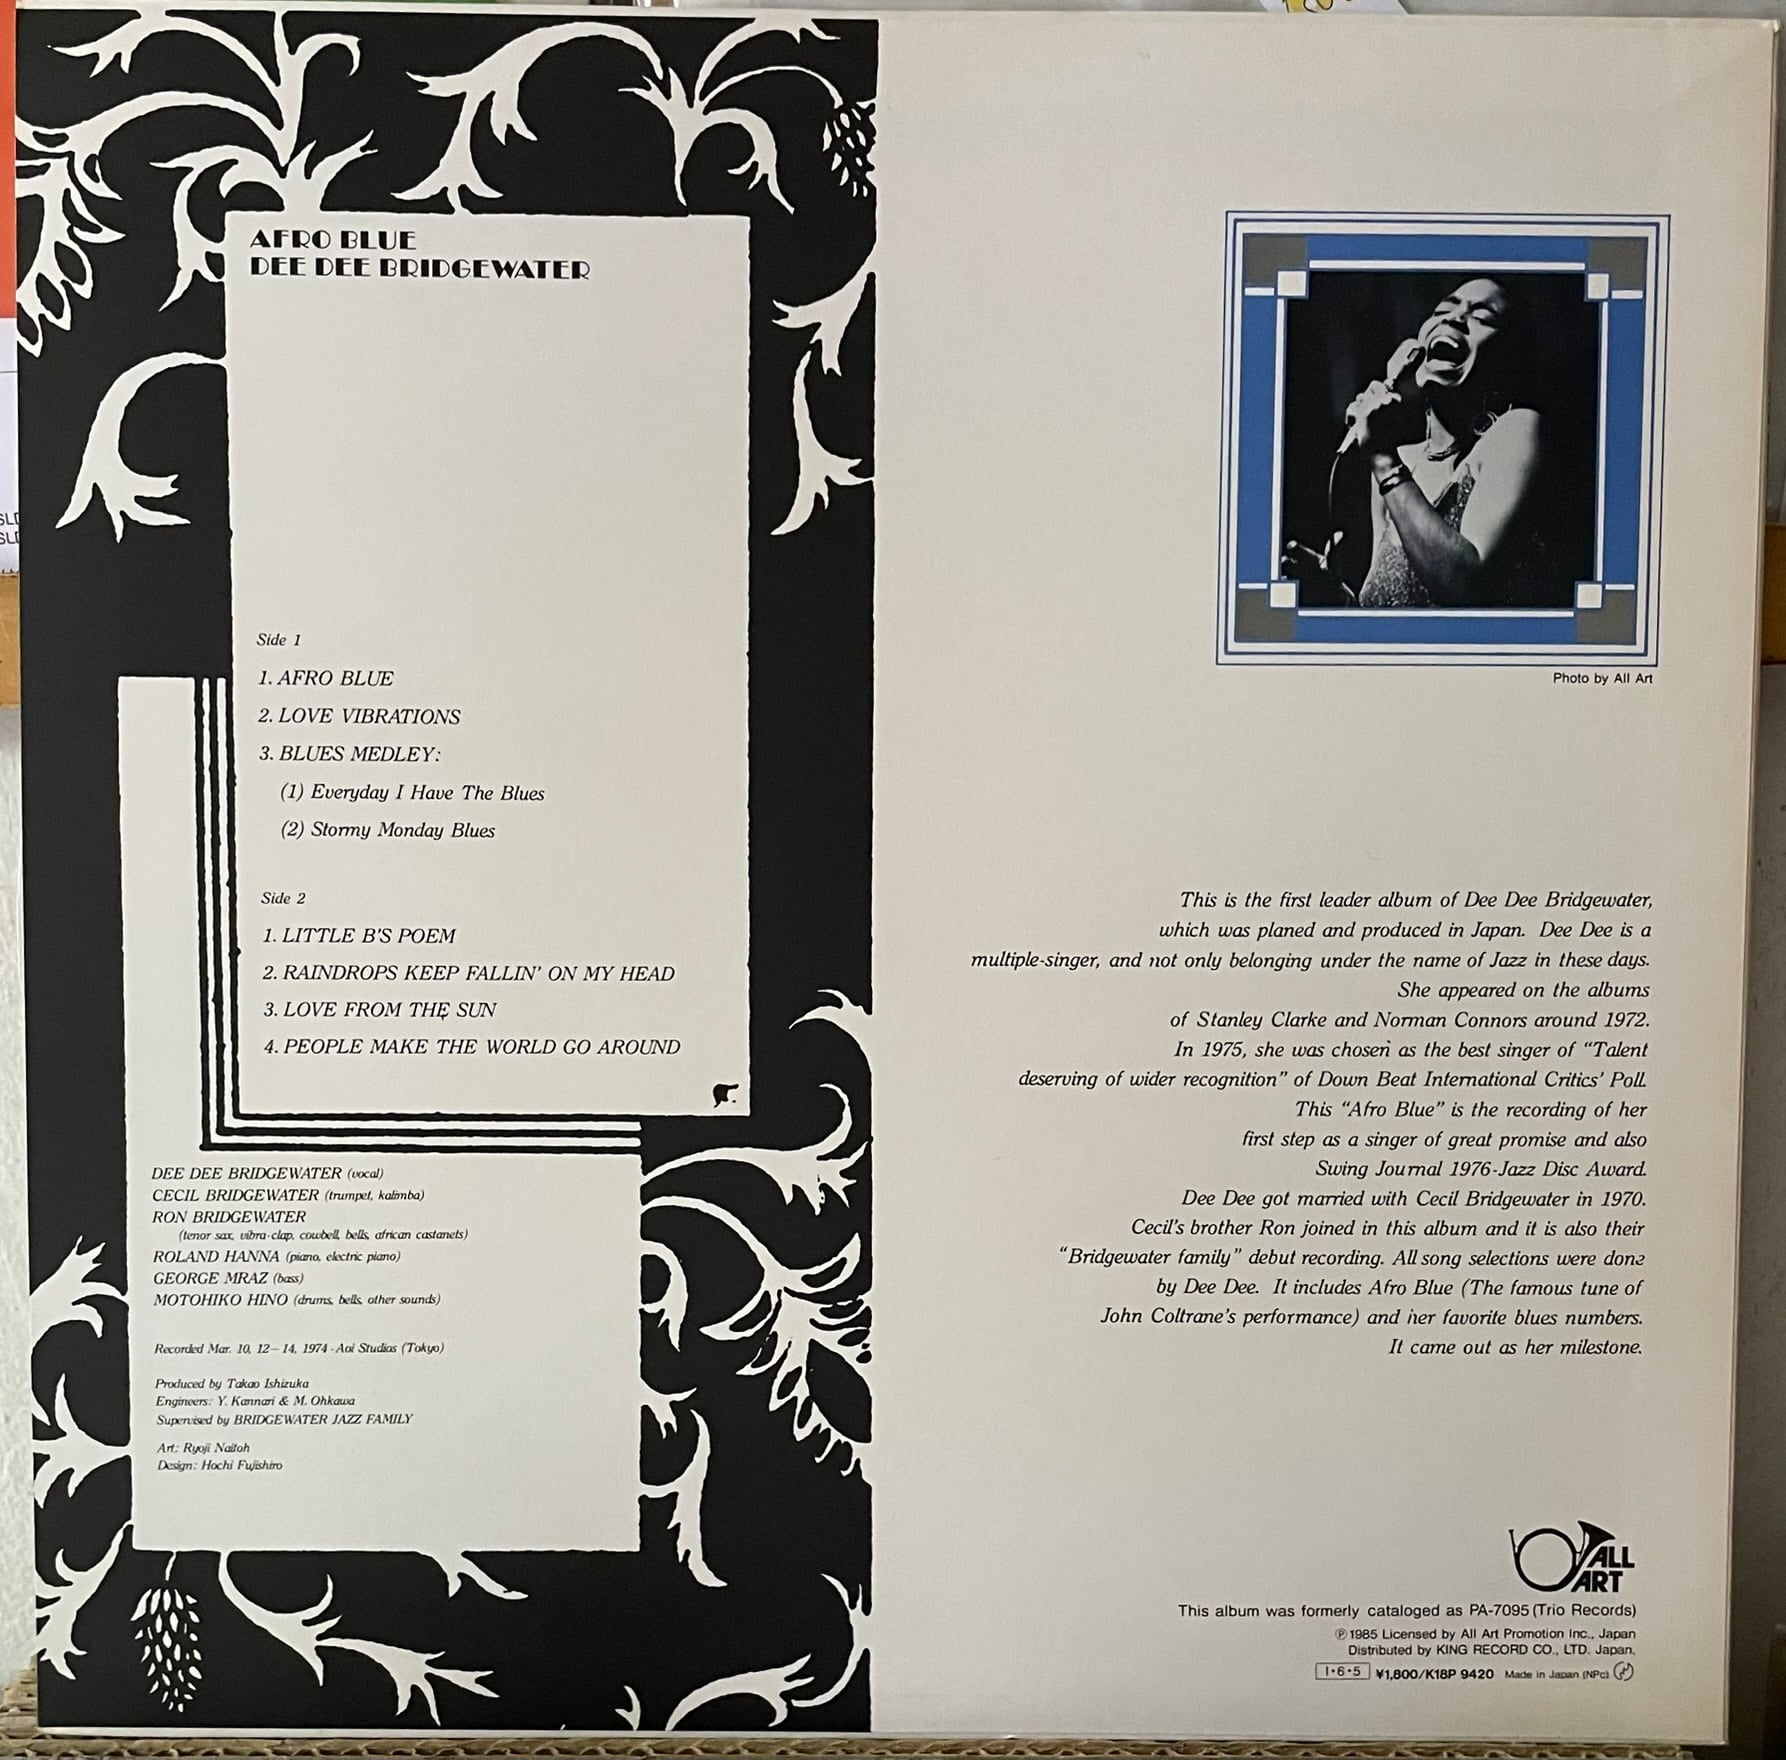 AFRO BLUE
DEE DEE BRIDGEWATER
Side 1
1. AFRO BLUE
2. LOVE VIBRATIONS
3. BLUES MEDLEY:
(1) Everyday I Have The Blues
(2) Stormy Monday Blues
Side 2
1. LITTLE B'S POEM
2. RAINDROPS KEEP FALLIN' ON MY HEAD
3. LOVE FROM THE SUN
4. PEOPLE MAKE THE WORLD GO AROUND
DEE DEE BRIDGEWATER (vocal)
CECIL BRIDGEWATER (trumpet, kalimba)
RON BRIDGEWATER
(tenor sax, vibra-clap, cowbell, bells, african castanets)
ROLAND HANNA (piano, electric piano)
GEORGE MRAZ (bass)
MOTOHIKO HINO (drums, bells, other sounds)
Recorded Mar. 10, 12–14, 1974 - Aoi Studios (Tokyo)
Produced by Takao Ishizuka
Engineers: Y. Kannari & M. Ohkawa
Supervised by BRIDGEWATER JAZZ FAMILY
Art: Ryoji Naitoh
Design: Hochi Fujishiro
Photo by All Art
This is the first leader album of Dee Dee Bridgewater,
which was planed and produced in Japan. Dee Dee is a
multiple-singer, and not only belonging under the name of Jazz in these days.
She appeared on the albums
of Stanley Clarke and Norman Connors around 1972.
In 1975, she was chosen as the best singer of "Talent
deserving of wider recognition" of Down Beat International Critics' Poll.
This "Afro Blue" is the recording of her
first step as a singer of great promise and also
Swing Journal 1976-Jazz Disc Award.
Dee Dee got married with Cecil Bridgewater in 1970.
Cecil's brother Ron joined in this album and it is also their
"Bridgewater family" debut recording. All song selections were done
by Dee Dee. It includes Afro Blue (The famous tune of
John Coltrane's performance) and her favorite blues numbers.
It came out as her milestone.
ALL
ART
This album was formerly cataloged as PA-7095 (Trio Records)
℗1985 Licensed by All Art Promotion Inc., Japan
Distributed by KING RECORD CO., LTD. Japan.
1•6•5 ¥1,800/K18P 9420 Made in Japan (NPc)